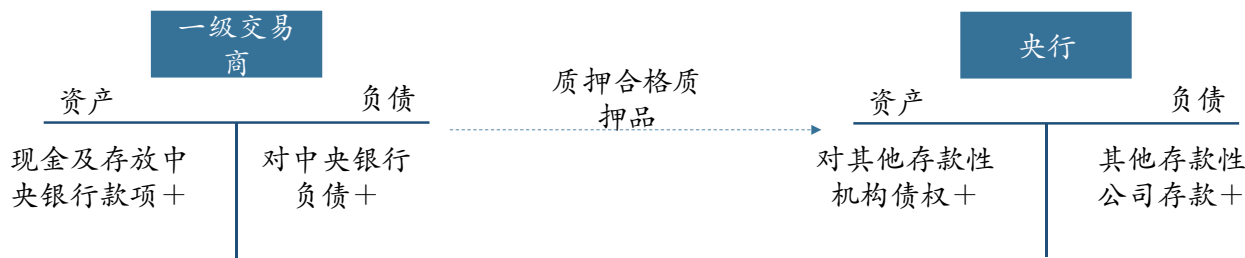 一级交易
商
资产
负债
现金及存放中
央银行款项＋
对中央银行
负债＋
质押合格质
押品
央行
资产
负债
对其他存款性
机构债权＋
其他存款性
公司存款＋